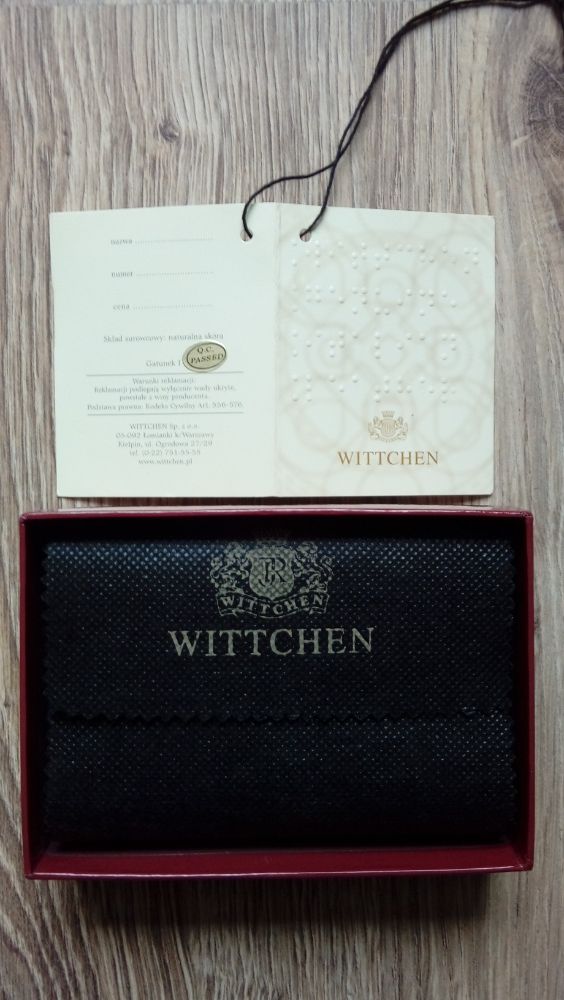 nazwa ..............................
numer ..............................
cena ..............................
Skład surowcowy: naturalna skóra
Gatunek I
Q.C.
PASSED
Warunki reklamacji
Reklamacji podlegają wyłącznie wady ukryte,
powstałe z winy producenta.
Podstawa prawna: Kodeks Cywilny Art. 556-576.
WITTCHEN Sp. z o.o.
05-092 Łomianki k/Warszawy
Kiełpin, ul. Ogrodowa 27/29
tel. (0-22) 751-55-55
www.wittchen.pl
WITTCHEN
WITTCHEN
WITTCHEN